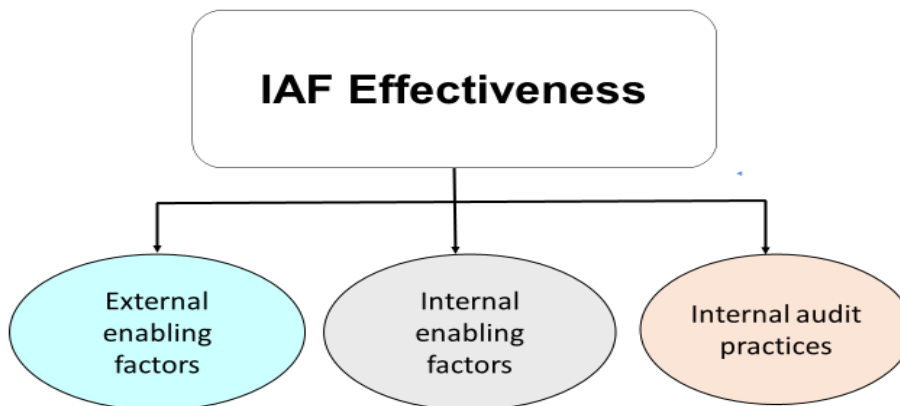 IAF Effectiveness
External
enabling
factors
Internal
enabling
factors
Internal audit
practices